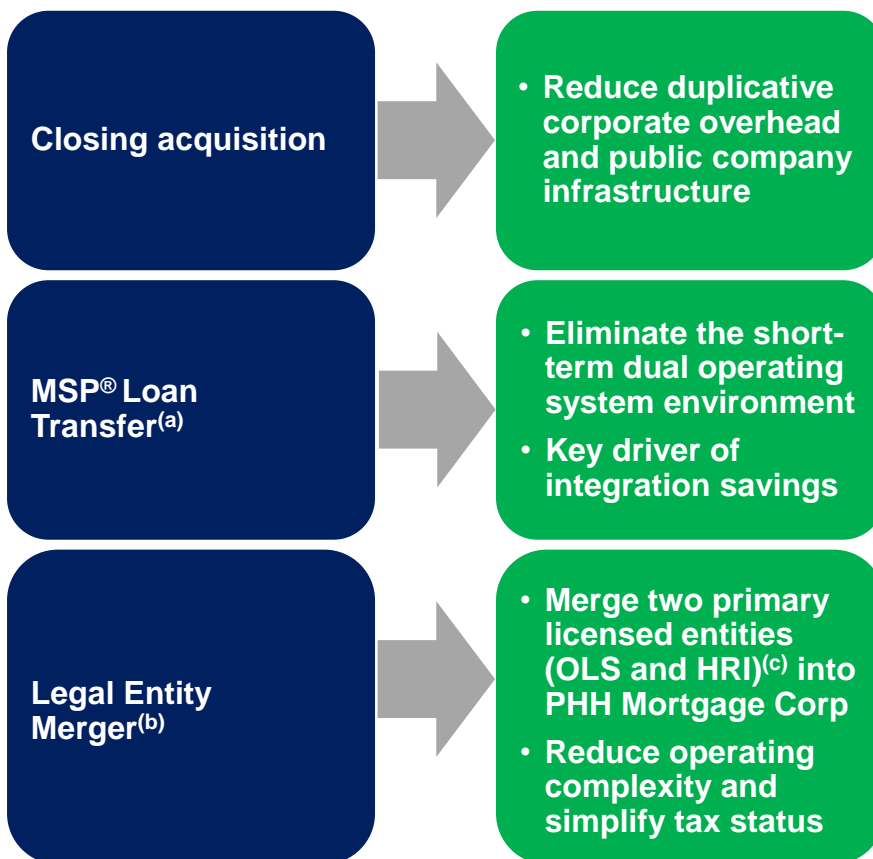 Closing acquisition
• Reduce duplicative
corporate overhead
and public company
infrastructure
MSP® Loan
Transfer(a)
• Eliminate the short-
term dual operating
system environment
• Key driver of
integration savings
Legal Entity
Merger(b)
• Merge two primary
licensed entities
(OLS and HRI)(c) into
PHH Mortgage Corp
• Reduce operating
complexity and
simplify tax status